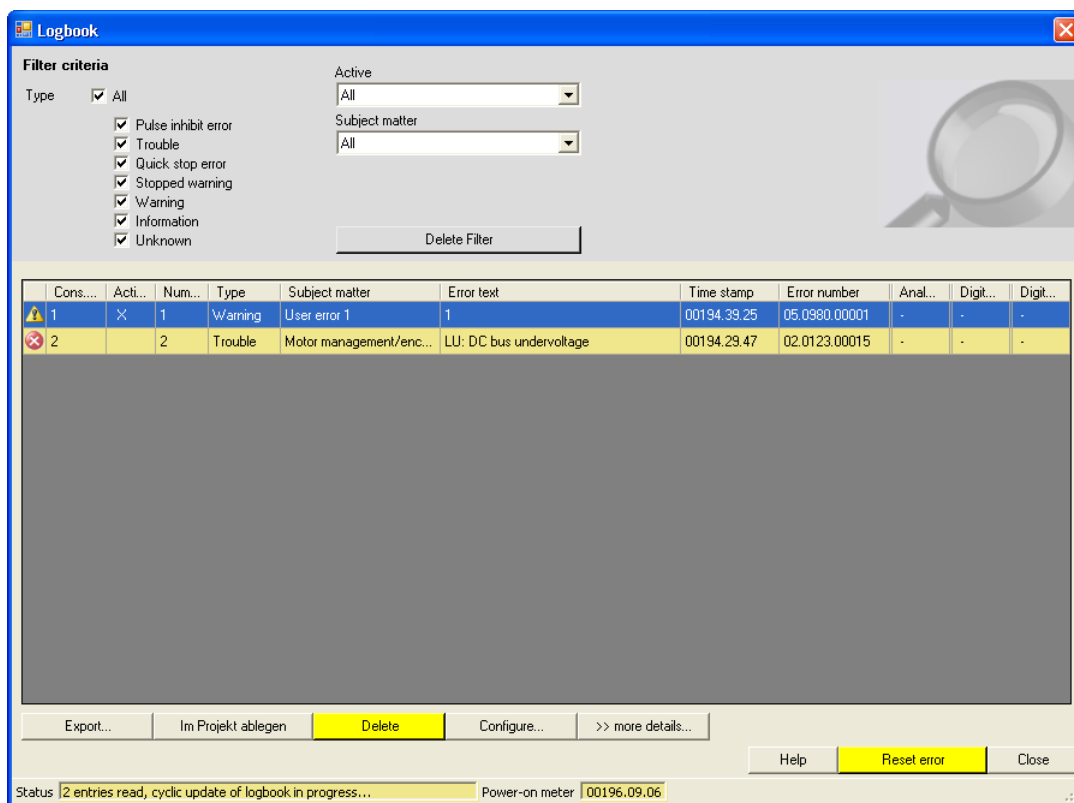 Logbook
Filter criteria
Active
Type All
All
Pulse inhibit error
Subject matter
Trouble
All
Quick stop error
Stopped warning
Warning
Information
Unknown
Delete Filter
Cons.... Acti... Num... Type Subject matter Error text Time stamp Error number Anal... Digit... Digit...
1 X 1 Warning User error 1 1 00194.39.25 05.0980.00001 - - -
2 2 Trouble Motor management/enc... LU: DC bus undervoltage 00194.29.47 02.0123.00015 - - -
Export... Im Projekt ablegen Delete Configure... >> more details...
Help Reset error Close
Status 2 entries read, cyclic update of logbook in progress... Power-on meter 00196.09.06